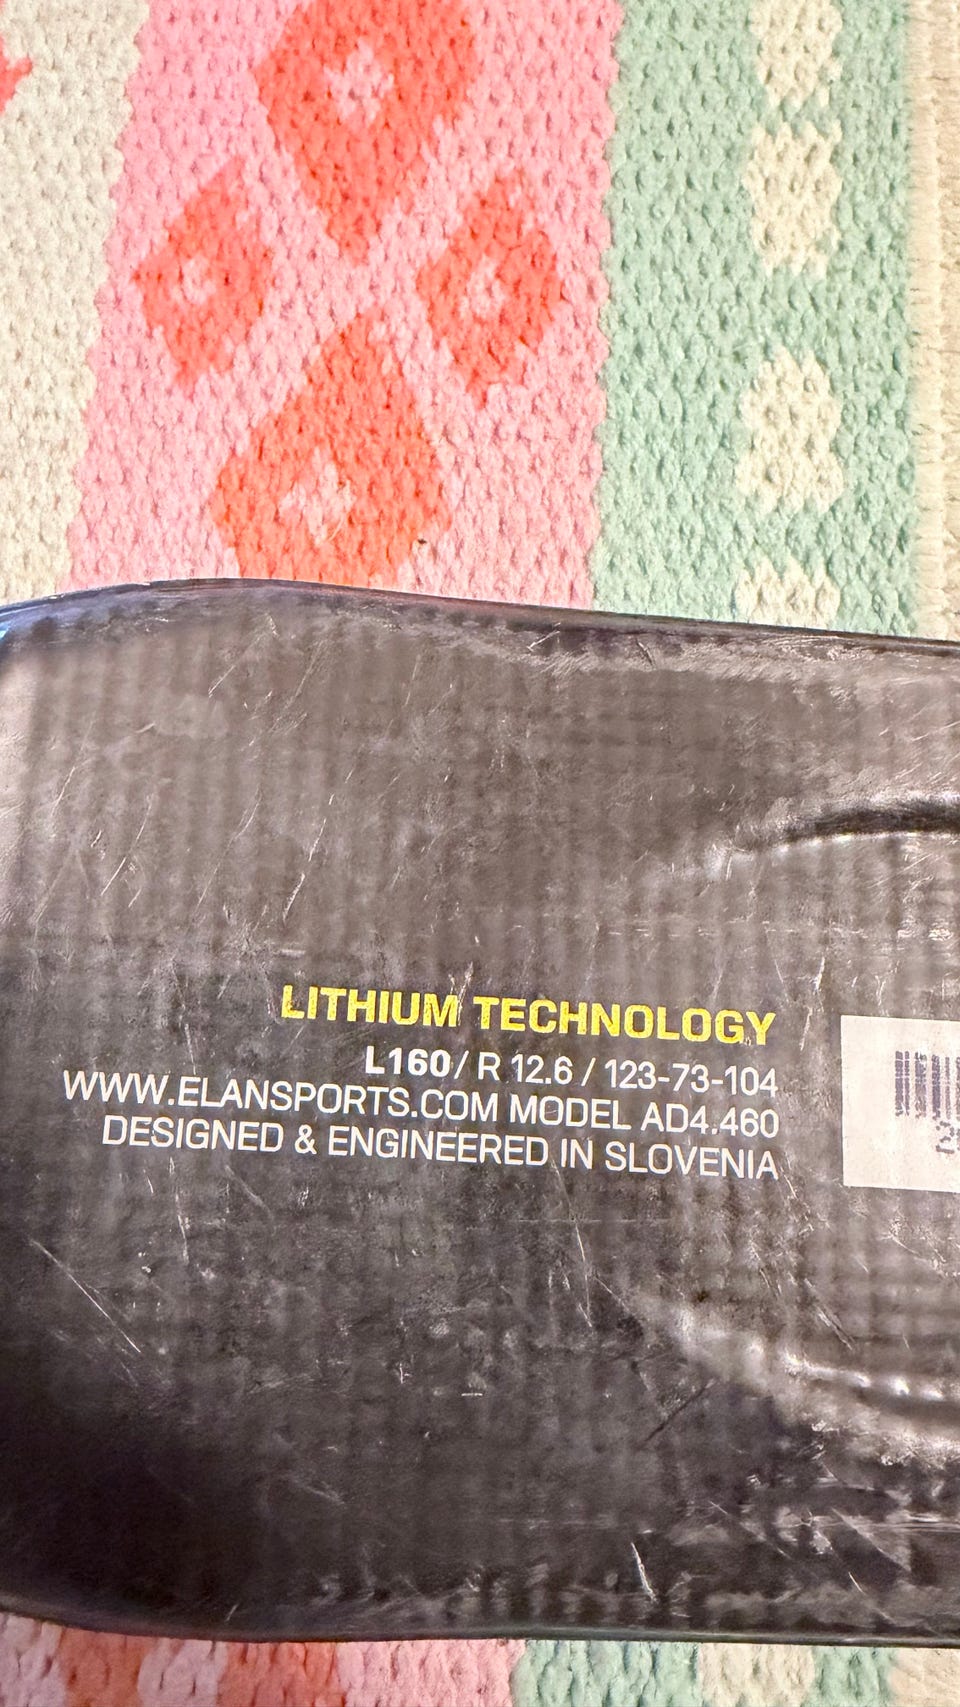 LITHIUM TECHNOLOGY
L160/ R 12.6 / 123-73-104
WWW.ELANSPORTS.COM MODEL AD4.460
DESIGNED & ENGINEERED IN SLOVENIA